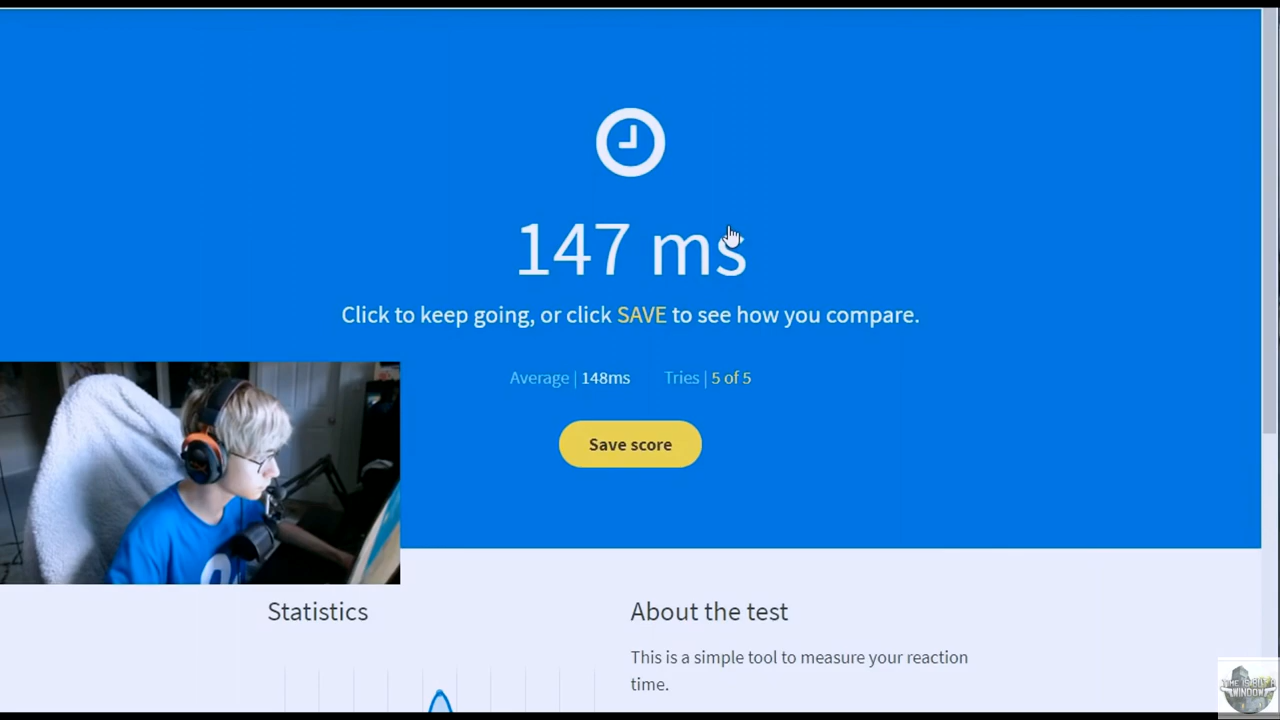 147 ms
Click to keep going, or click SAVE to see how you compare.
Average | 148ms Tries | 5 of 5
Save score
Statistics
About the test
This is a simple tool to measure your reaction
time.
WINDOW